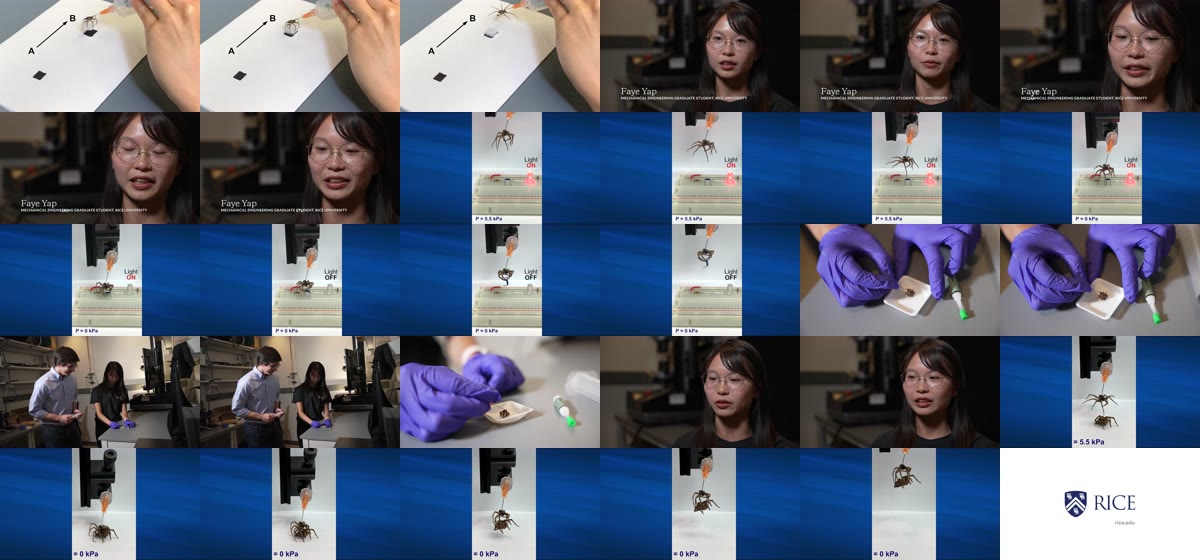 B
A
B
A
B
A
Faye Yap
MECHANICAL ENGINEERING GRADUATE STUDENT, RICE UNIVERSITY
Faye Yap
MECHANICAL ENGINEERING GRADUATE STUDENT, RICE UNIVERSITY
Faye Yap
MECHANICAL ENGINEERING GRADUATE STUDENT, RICE UNIVERSITY
Faye Yap
MECHANICAL ENGINEERING GRADUATE STUDENT, RICE UNIVERSITY
Faye Yap
MECHANICAL ENGINEERING GRADUATE STUDENT, RICE UNIVERSITY
Light
ON
P = 5.5 kPa
Light
ON
P = 5.5 kPa
Light
ON
P = 5.5 kPa
Light
ON
P = 0 kPa
Light
ON
P = 0 kPa
Light
OFF
P = 0 kPa
Light
OFF
P = 0 kPa
Light
OFF
P = 0 kPa
= 5.5 kPa
= 0 kPa
= 0 kPa
= 0 kPa
= 0 kPa
= 0 kPa
RICE
rice.edu